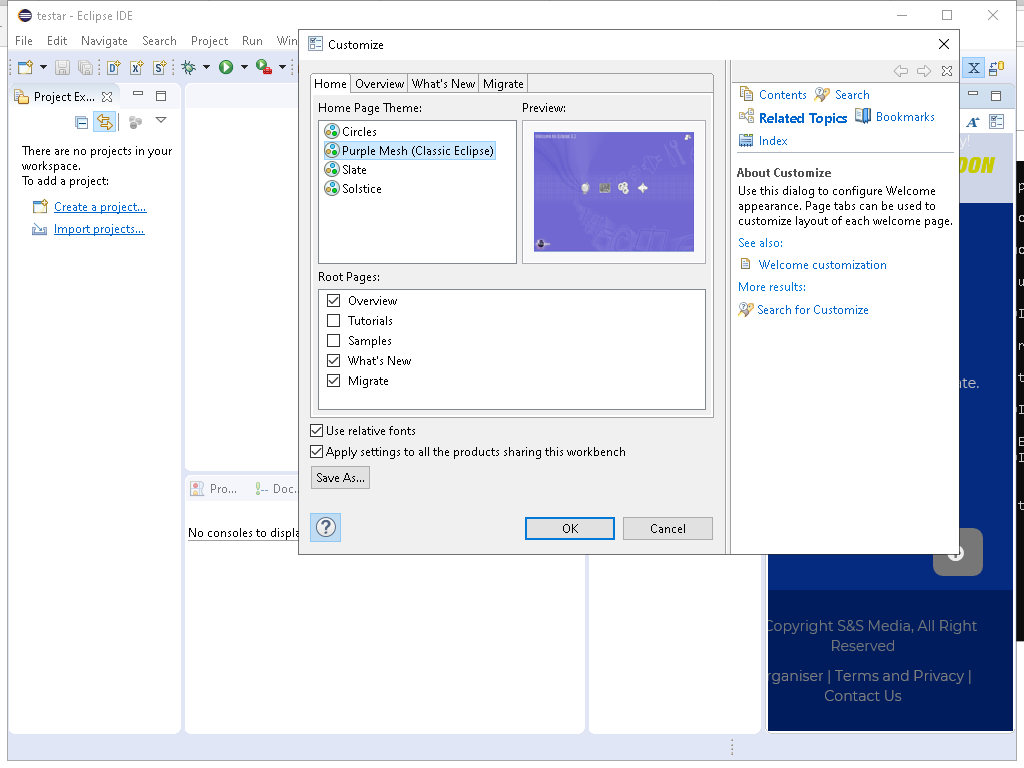 testar - Eclipse IDE
File Edit Navigate Search Project Run Win
Customize
Project Ex...
There are no projects in your
workspace.
To add a project:
Create a project...
Import projects...
Home Overview What's New Migrate
Home Page Theme:
Circles
Purple Mesh (Classic Eclipse)
Slate
Solstice
Preview:
Root Pages:
Overview
Tutorials
Samples
What's New
Migrate
Use relative fonts
Apply settings to all the products sharing this workbench
Save As...
OK Cancel
Contents Search
Related Topics Bookmarks
Index
About Customize
Use this dialog to configure Welcome
appearance. Page tabs can be used to
customize layout of each welcome page.
See also:
Welcome customization
More results:
Search for Customize
Pro... Doc...
No consoles to displa
y!
OON
ate.
Copyright S&S Media, All Right
Reserved
rganiser | Terms and Privacy |
Contact Us